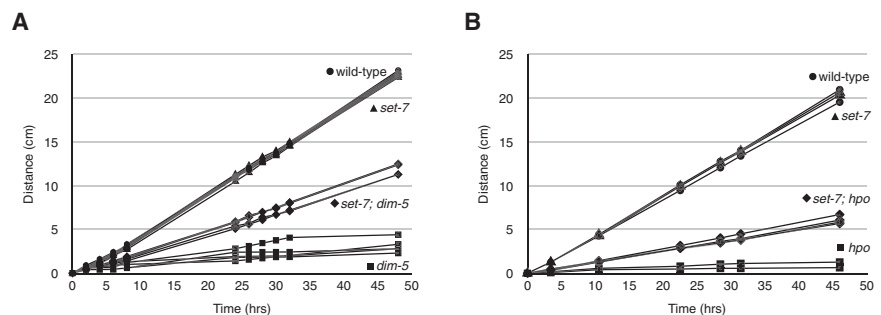 A
25
20
15
10
5
0
Distance (cm)
0 5 10 15 20 25 30 35 40 45 50
Time (hrs)
wild-type
set-7
set-7; dim-5
dim-5
B
25
20
15
10
5
0
Distance (cm)
0 5 10 15 20 25 30 35 40 45 50
Time (hrs)
wild-type
set-7
set-7; hpo
hpo